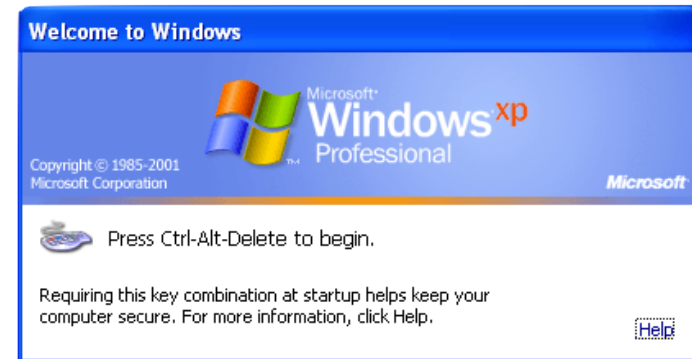 Welcome to Windows
Microsoft®
Windows xp
Professional
TM
Copyright © 1985-2001
Microsoft Corporation
Microsoft
Press Ctrl-Alt-Delete to begin.
Requiring this key combination at startup helps keep your
computer secure. For more information, click Help.
Help